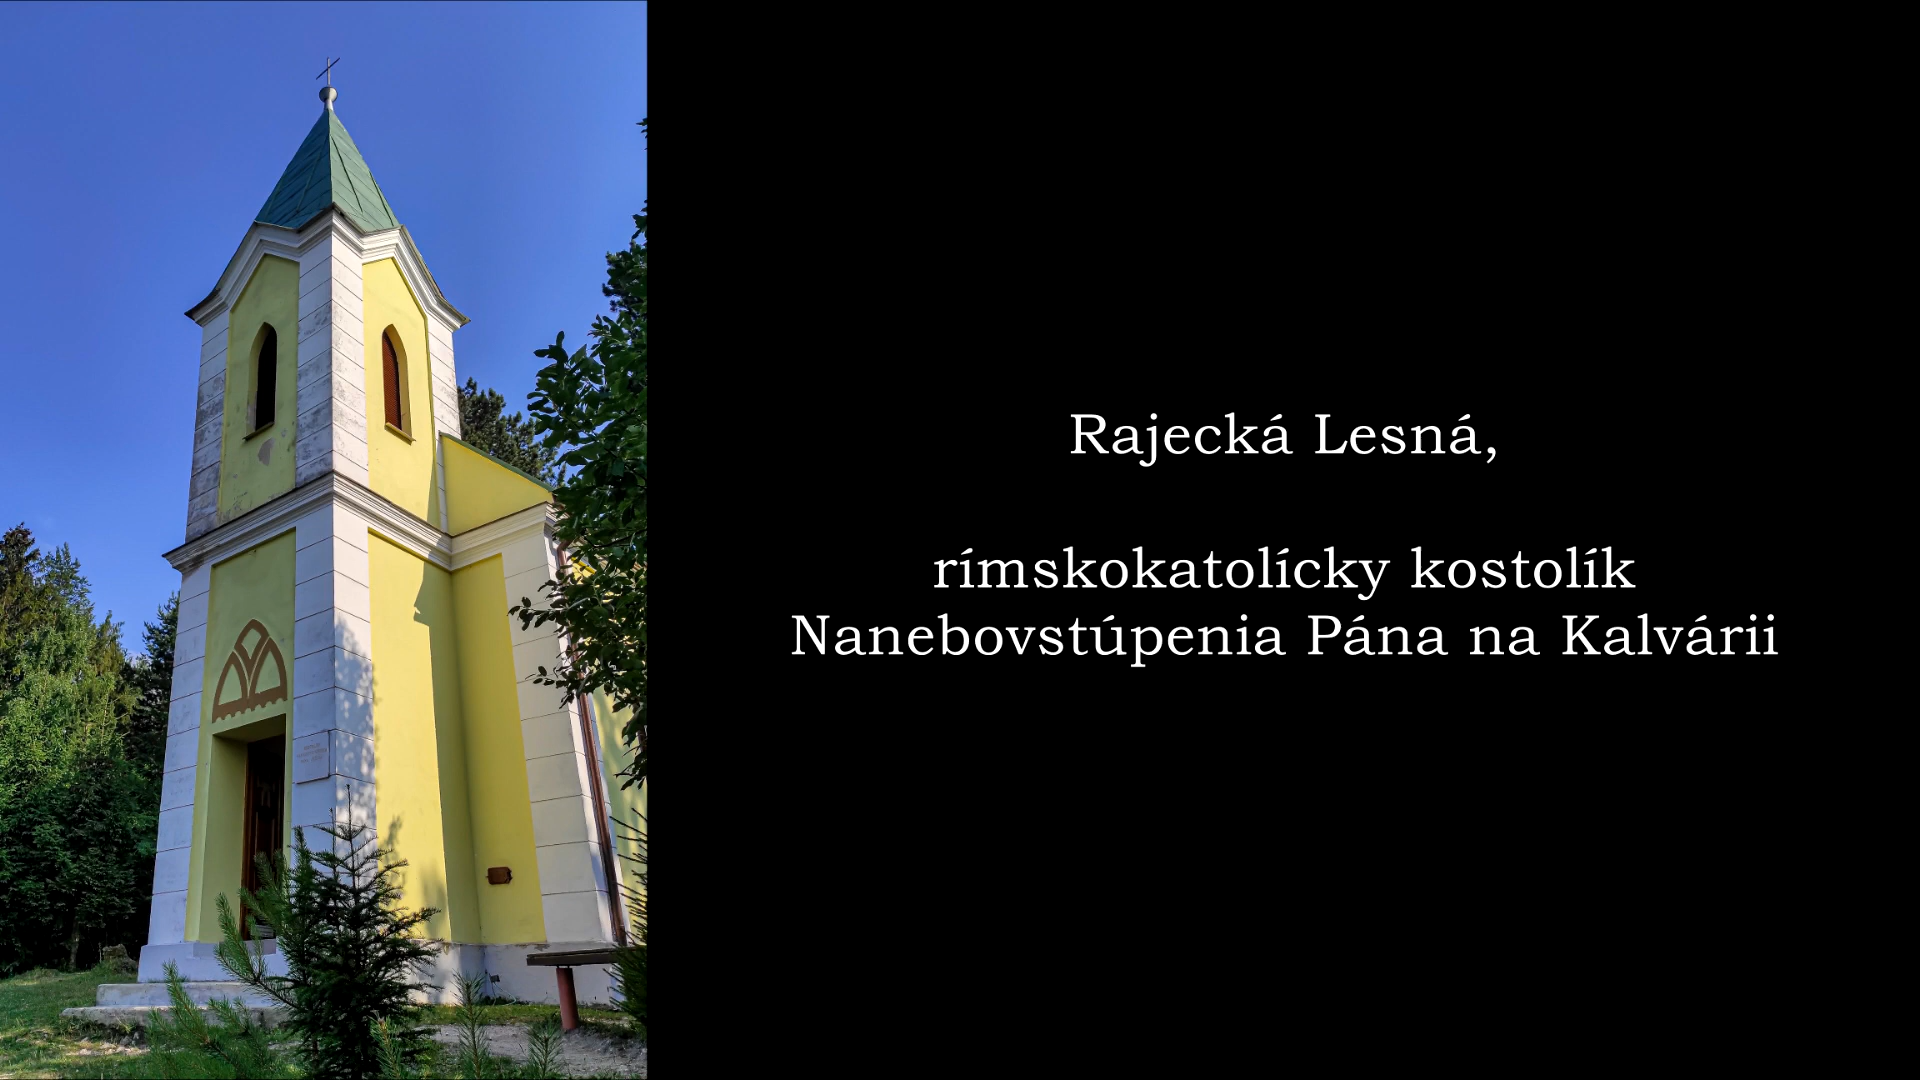 Rajecká Lesná,
rímskokatolícky kostolík
Nanebovstúpenia Pána na Kalvárii